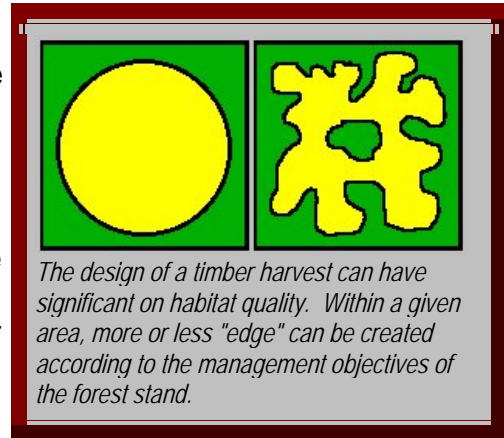 The design of a timber harvest can have
significant on habitat quality.  Within a given
area, more or less "edge" can be created
according to the management objectives of
the forest stand.